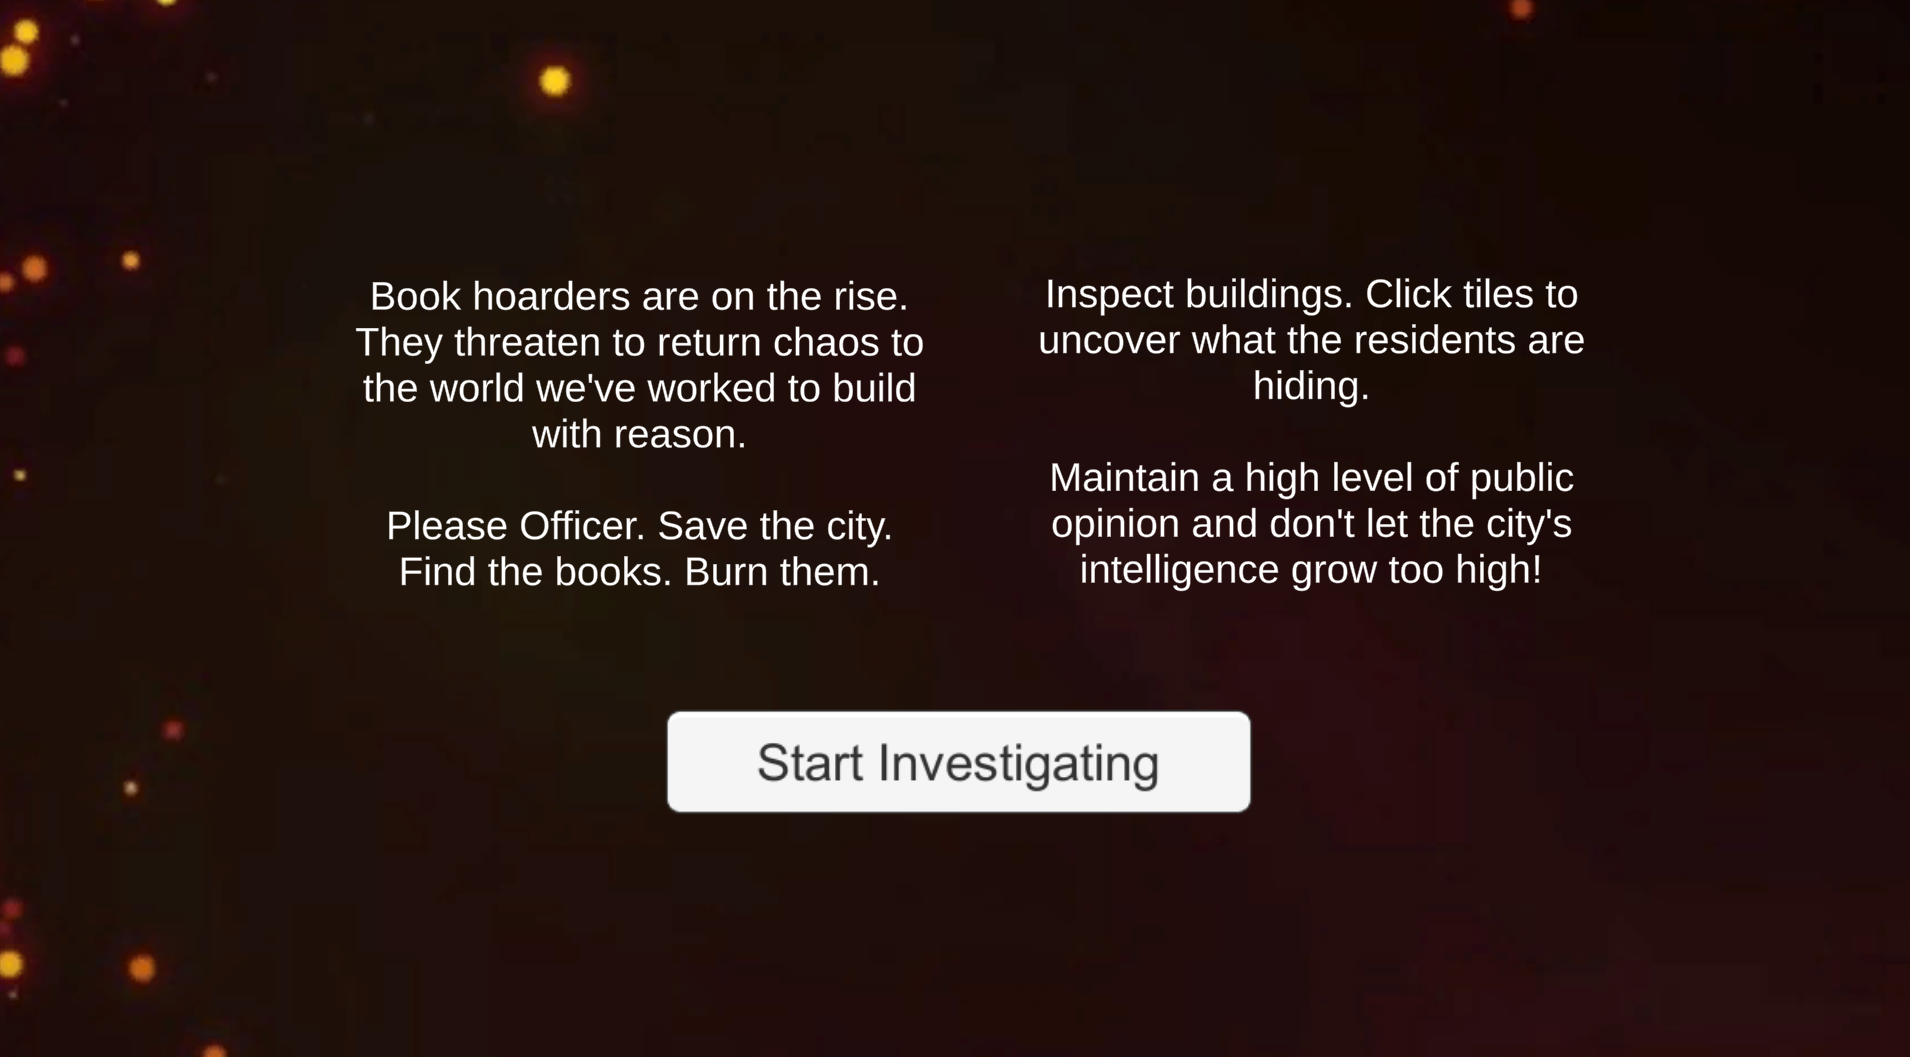 Book hoarders are on the rise.
They threaten to return chaos to
the world we've worked to build
with reason.
Please Officer. Save the city.
Find the books. Burn them.
Inspect buildings. Click tiles to
uncover what the residents are
hiding.
Maintain a high level of public
opinion and don't let the city's
intelligence grow too high!
Start Investigating